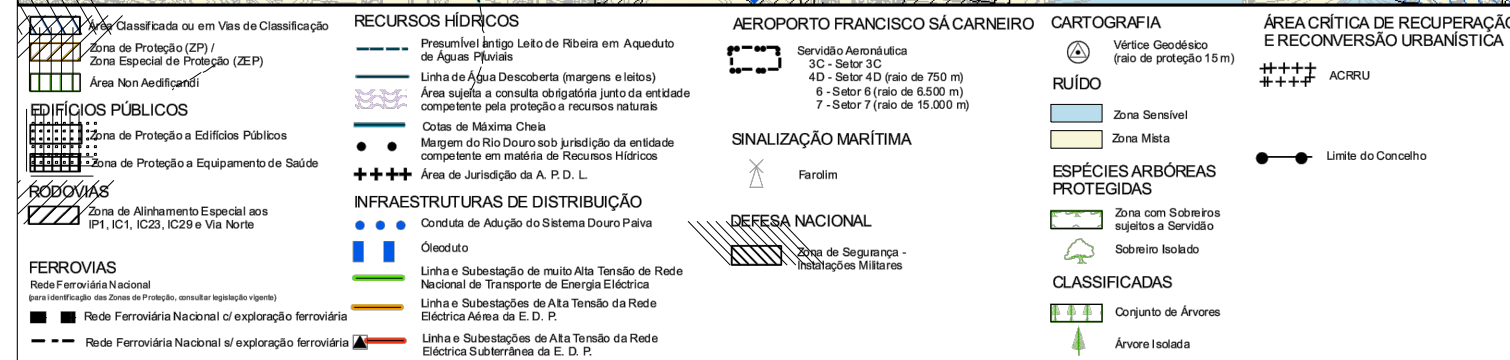 Área Classificada ou em Vias de Classificação
Zona de Proteção (ZP) /
Zona Especial de Proteção (ZEP)
Área Non Aedificandi
EDIFÍCIOS PÚBLICOS
Zona de Proteção a Edifícios Públicos
Zona de Proteção a Equipamento de Saúde
RODOVIAS
Zona de Alinhamento Especial aos
IP1, IC1, IC23, IC29 e Via Norte
FERROVIAS
Rede Ferroviária Nacional
(para identificação das Zonas de Proteção, consultar legislação vigente)
Rede Ferroviária Nacional c/ exploração ferroviária
Rede Ferroviária Nacional s/ exploração ferroviária
RECURSOS HÍDRICOS
Presumível antigo Leito de Ribeira em Aqueduto
de Águas Pluviais
Linha de Água Descoberta (margens e leitos)
Área sujeita a consulta obrigatória junto da entidade
competente pela proteção a recursos naturais
Cotas de Máxima Cheia
Margem do Rio Douro sob jurisdição da entidade
competente em matéria de Recursos Hídricos
Área de Jurisdição da A. P. D. L.
INFRAESTRUTURAS DE DISTRIBUIÇÃO
Conduta de Adução do Sistema Douro Paiva
Óleoduto
Linha e Subestação de muito Alta Tensão de Rede
Nacional de Transporte de Energia Eléctrica
Linha e Subestações de Alta Tensão da Rede
Eléctrica Aérea da E. D. P.
Linha e Subestações de Alta Tensão da Rede
Eléctrica Subterrânea da E. D. P.
AEROPORTO FRANCISCO SÁ CARNEIRO
Servidão Aeronáutica
3C - Setor 3C
4D - Setor 4D (raio de 750 m)
6 - Setor 6 (raio de 6.500 m)
7 - Setor 7 (raio de 15.000 m)
SINALIZAÇÃO MARÍTIMA
Farolim
DEFESA NACIONAL
Zona de Segurança -
Instalações Militares
CARTOGRAFIA
Vértice Geodésico
(raio de proteção 15 m)
RUÍDO
Zona Sensível
Zona Mista
ESPÉCIES ARBÓREAS
PROTEGIDAS
Zona com Sobreiros
sujeitos a Servidão
Sobreiro Isolado
CLASSIFICADAS
Conjunto de Árvores
Árvore Isolada
ÁREA CRÍTICA DE RECUPERAÇÃO
E RECONVERSÃO URBANÍSTICA
ACRRU
Limite do Concelho